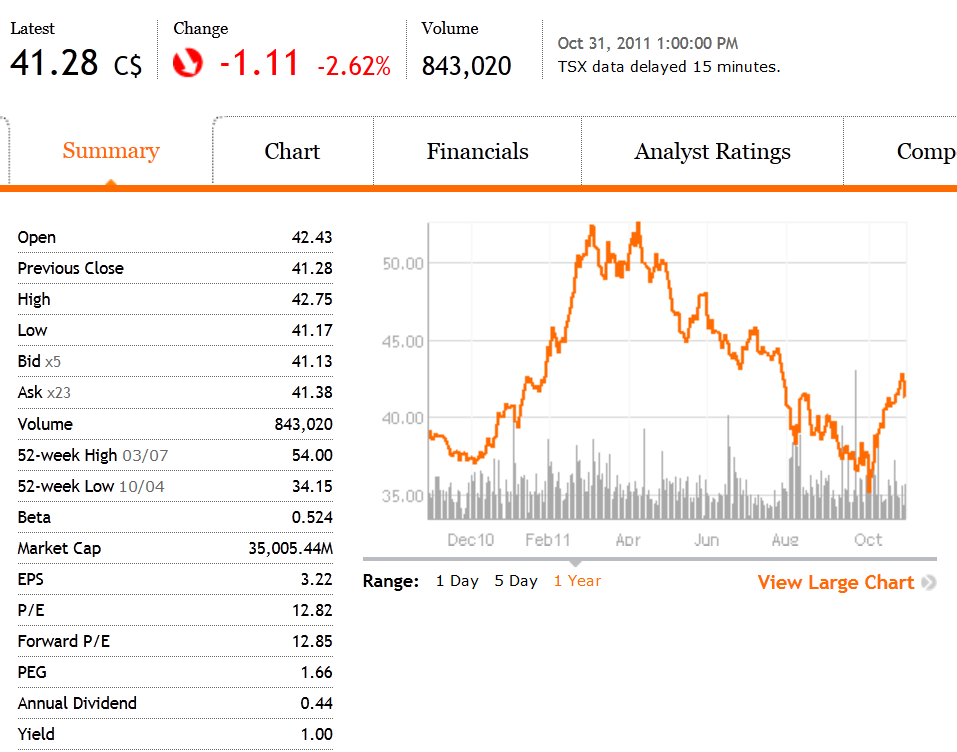 Latest
Change
Volume
41.28 C$
-1.11 -2.62%
843,020
Oct 31, 2011 1:00:00 PM
TSX data delayed 15 minutes.
Summary
Chart
Financials
Analyst Ratings
Comp
Open 42.43
Previous Close 41.28
High 42.75
Low 41.17
Bid x5 41.13
Ask x23 41.38
Volume 843,020
52-week High 03/07 54.00
52-week Low 10/04 34.15
Beta 0.524
Market Cap 35,005.44M
EPS 3.22
P/E 12.82
Forward P/E 12.85
PEG 1.66
Annual Dividend 0.44
Yield 1.00
50.00
45.00
40.00
35.00
Dec10 Feb11 Apr Jun Aug Oct
Range: 1 Day 5 Day 1 Year
View Large Chart